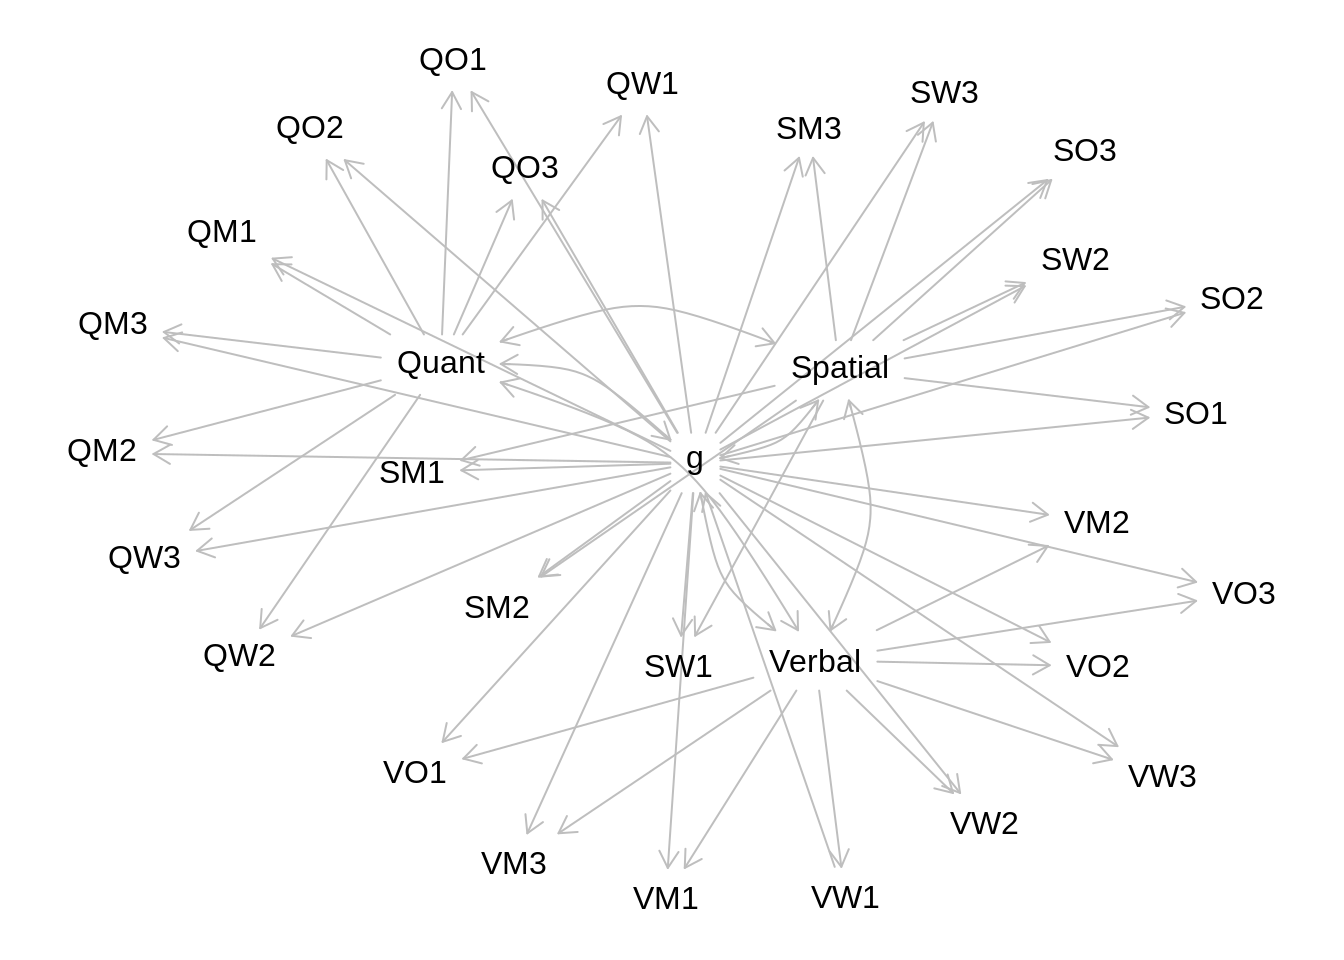 QO1
QW1
SW3
QO2
SM3
SO3
QO3
QM1
SW2
SO2
QM3
Quant
Spatial
SO1
QM2
SM1
g
VM2
QW3
VO3
SM2
QW2
SW1
Verbal
VO2
VO1
VW3
VW2
VM3
VM1
VW1